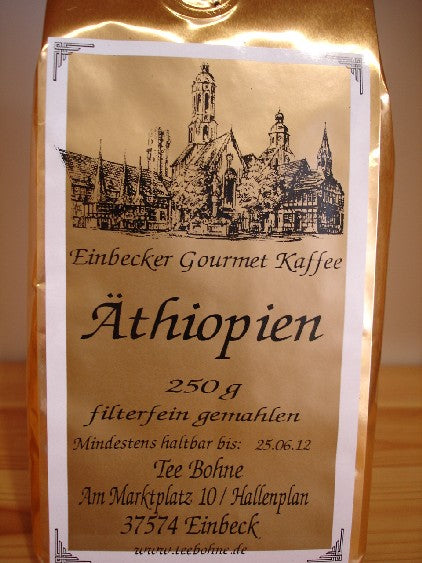 Einbecker Gourmet Kaffee
Äthiopien
250 g
filterfein gemahlen
Mindestens haltbar bis: 25.06.12
Tee Bohne
Am Marktplatz 10 / Hallenplan
37574 Einbeck
www.teebohne.de